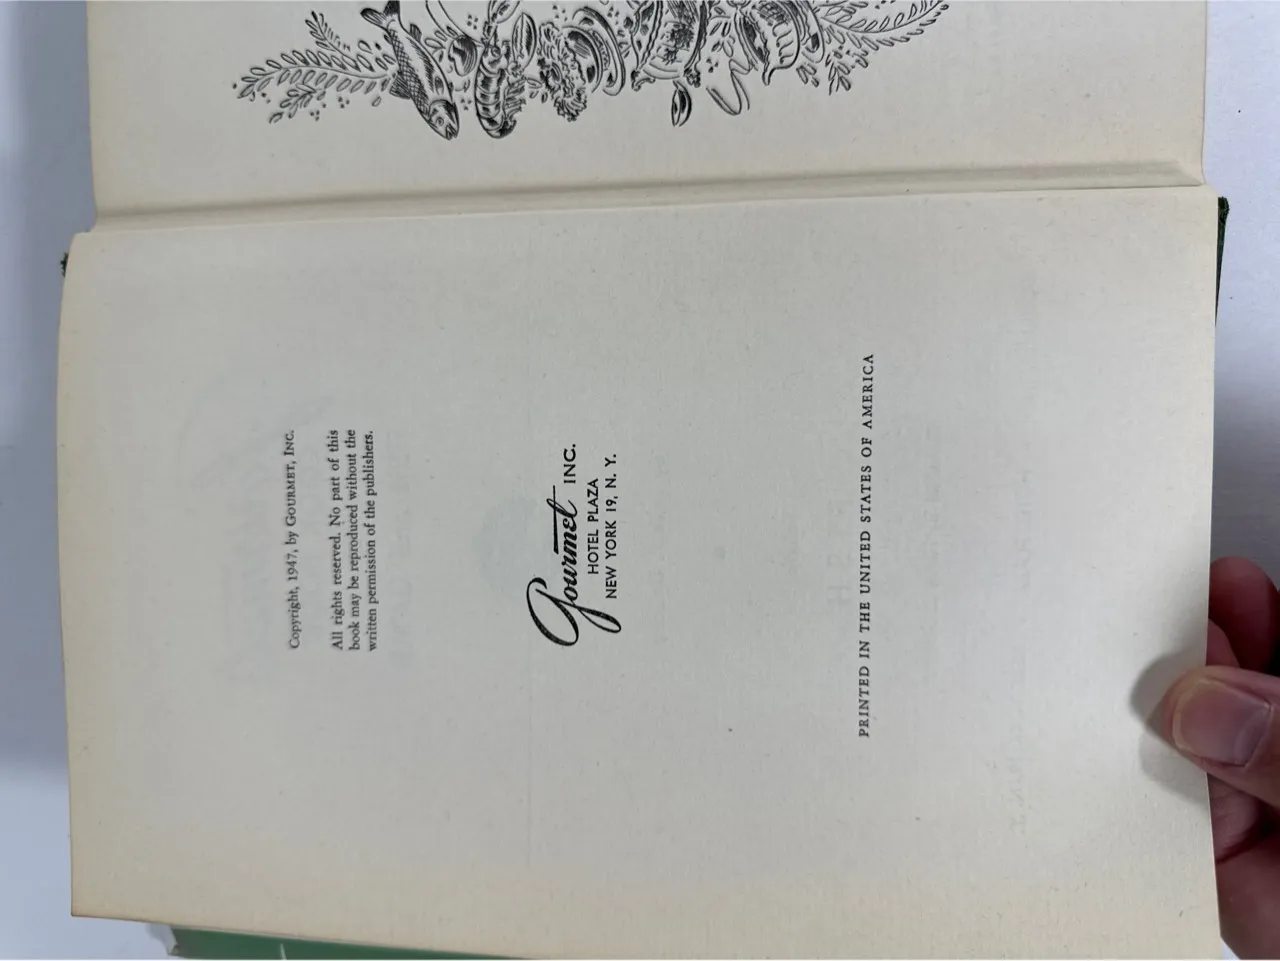 Copyright, 1947, by GOURMET, INC.
All rights reserved. No part of this
book may be reproduced without the
written permission of the publishers.
Gourmet INC.
HOTEL PLAZA
NEW YORK 19, N. Y.
PRINTED IN THE UNITED STATES OF AMERICA